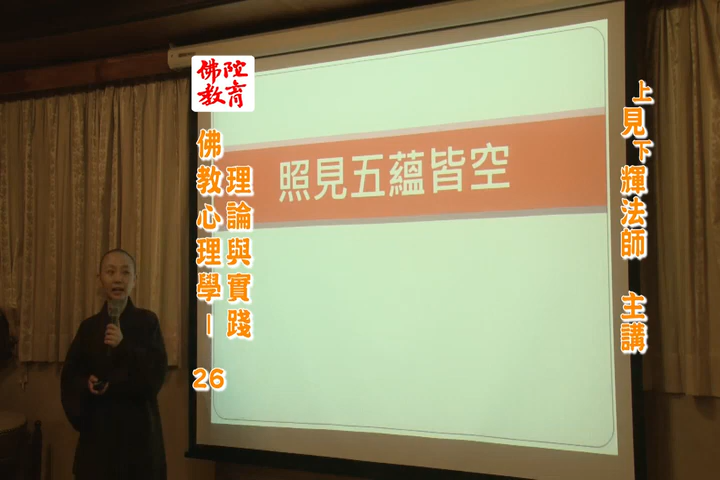 佛陀
教育
佛教心理學－ 26
理論與實踐
照見五蘊皆空
上見下輝法師 主講